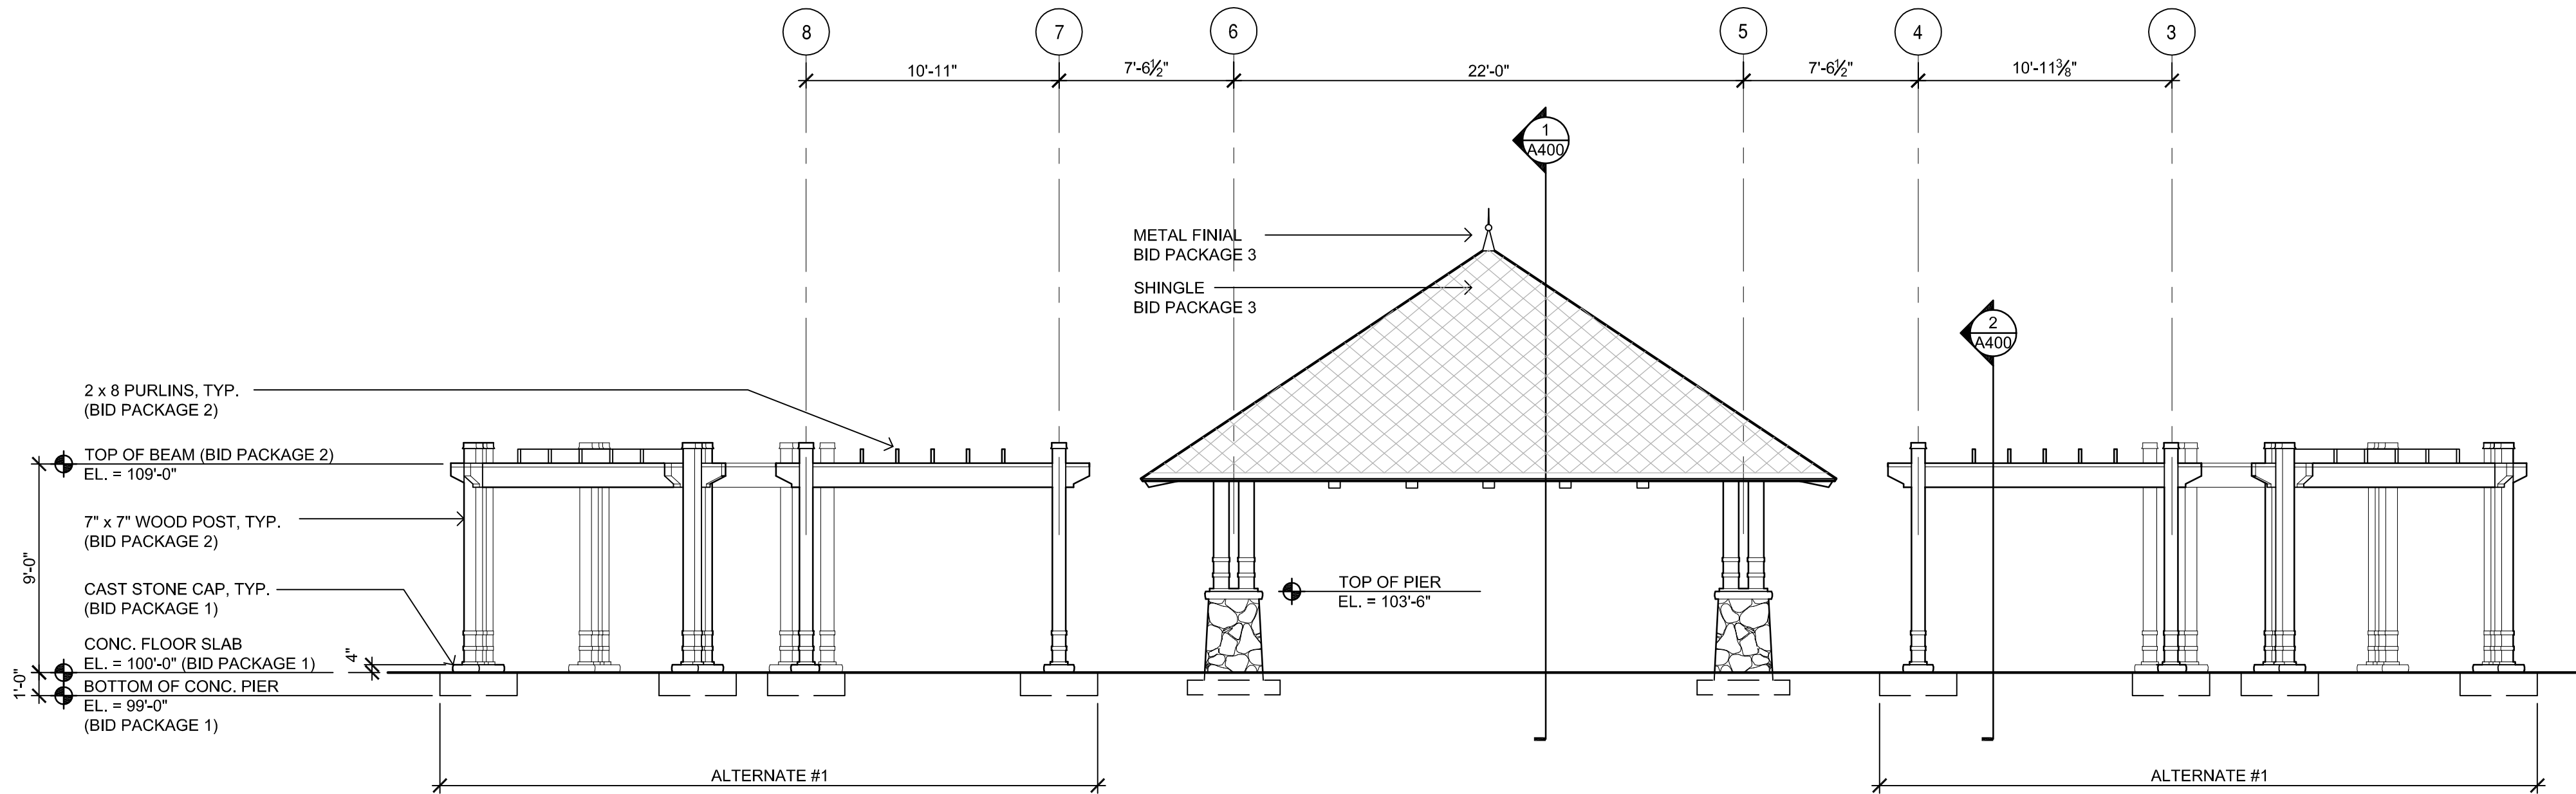 8
7
6
5
4
3
10'-11"
7'-6½"
22'-0"
7'-6½"
10'-11⅜"
1
A400
METAL FINIAL
BID PACKAGE 3
SHINGLE
BID PACKAGE 3
2
A400
2 x 8 PURLINS, TYP.
(BID PACKAGE 2)
TOP OF BEAM (BID PACKAGE 2)
EL. = 109'-0"
7" x 7" WOOD POST, TYP.
(BID PACKAGE 2)
9'-0"
CAST STONE CAP, TYP.
(BID PACKAGE 1)
TOP OF PIER
EL. = 103'-6"
CONC. FLOOR SLAB
EL. = 100'-0" (BID PACKAGE 1)
4"
1'-0"
BOTTOM OF CONC. PIER
EL. = 99'-0"
(BID PACKAGE 1)
ALTERNATE #1
ALTERNATE #1